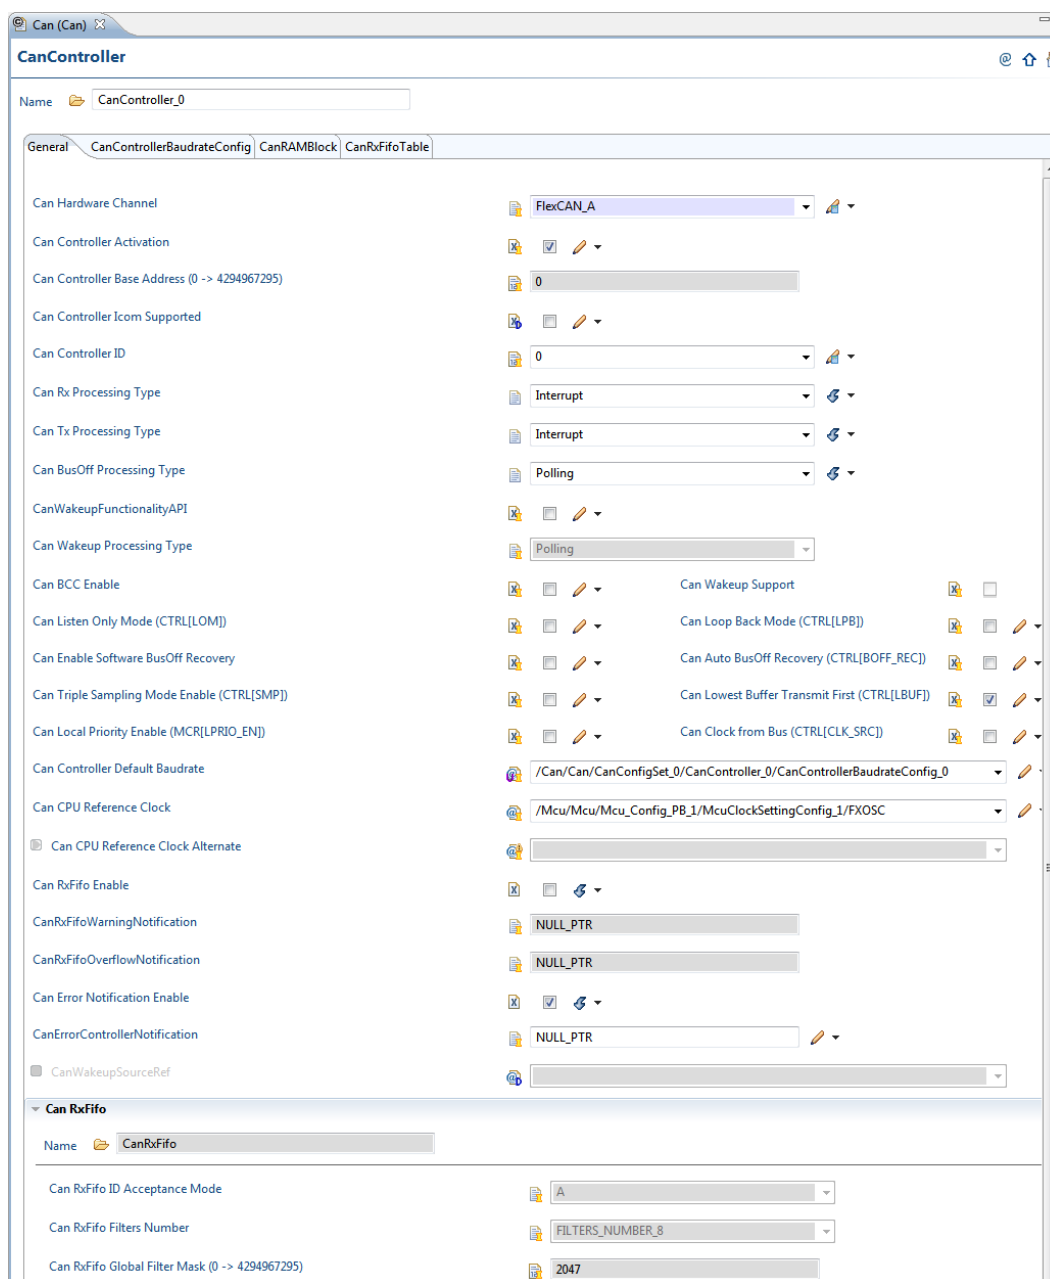 Can (Can)
CanController
Name CanController_0
General CanControllerBaudrateConfig CanRAMBlock CanRxFifoTable
Can Hardware Channel FlexCAN_A
Can Controller Activation
Can Controller Base Address (0 -> 4294967295) 0
Can Controller Icom Supported
Can Controller ID 0
Can Rx Processing Type Interrupt
Can Tx Processing Type Interrupt
Can BusOff Processing Type Polling
CanWakeupFunctionalityAPI
Can Wakeup Processing Type Polling
Can BCC Enable Can Wakeup Support
Can Listen Only Mode (CTRL[LOM]) Can Loop Back Mode (CTRL[LPB])
Can Enable Software BusOff Recovery Can Auto BusOff Recovery (CTRL[BOFF_REC])
Can Triple Sampling Mode Enable (CTRL[SMP]) Can Lowest Buffer Transmit First (CTRL[LBUF])
Can Local Priority Enable (MCR[LPRIO_EN]) Can Clock from Bus (CTRL[CLK_SRC])
Can Controller Default Baudrate /Can/Can/CanConfigSet_0/CanController_0/CanControllerBaudrateConfig_0
Can CPU Reference Clock /Mcu/Mcu/Mcu_Config_PB_1/McuClockSettingConfig_1/FXOSC
Can CPU Reference Clock Alternate
Can RxFifo Enable
CanRxFifoWarningNotification NULL_PTR
CanRxFifoOverflowNotification NULL_PTR
Can Error Notification Enable
CanErrorControllerNotification NULL_PTR
CanWakeupSourceRef
Can RxFifo
Name CanRxFifo
Can RxFifo ID Acceptance Mode A
Can RxFifo Filters Number FILTERS_NUMBER_8
Can RxFifo Global Filter Mask (0 -> 4294967295) 2047